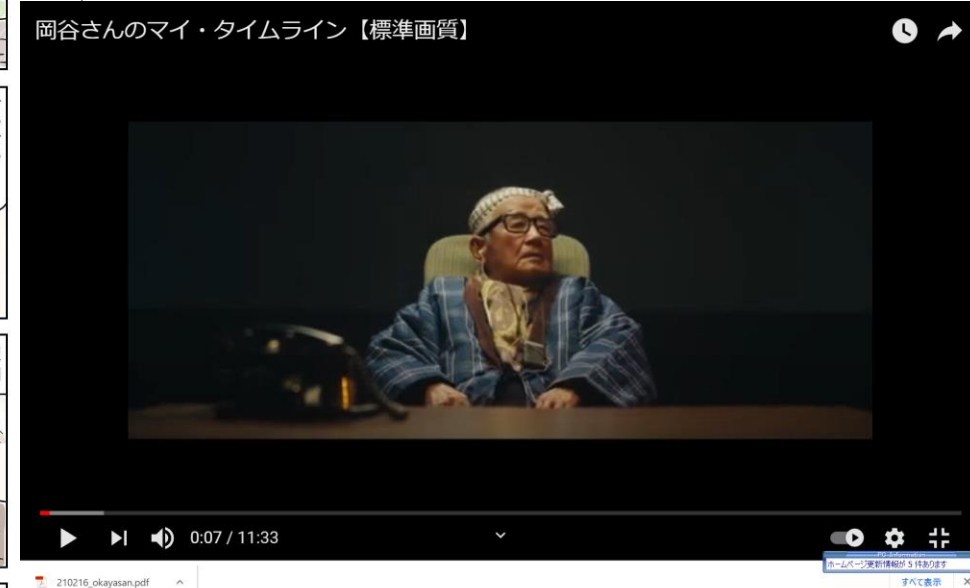 岡谷さんのマイ・タイムライン【標準画質】
0:07 / 11:33
ホームページ更新情報が 5 件あります
210216_okayasan.pdf
すべて表示